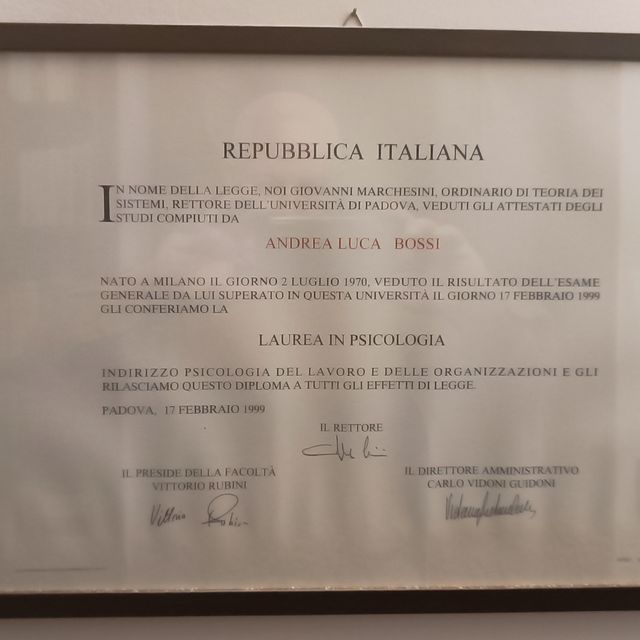 REPUBBLICA ITALIANA
IN NOME DELLA LEGGE, NOI GIOVANNI MARCHESINI, ORDINARIO DI TEORIA DEI
SISTEMI, RETTORE DELL'UNIVERSITÀ DI PADOVA, VEDUTI GLI ATTESTATI DEGLI
STUDI COMPIUTI DA
ANDREA LUCA BOSSI
NATO A MILANO IL GIORNO 2 LUGLIO 1970, VEDUTO IL RISULTATO DELL'ESAME
GENERALE DA LUI SUPERATO IN QUESTA UNIVERSITÀ IL GIORNO 17 FEBBRAIO 1999
GLI CONFERIAMO LA
LAUREA IN PSICOLOGIA
INDIRIZZO PSICOLOGIA DEL LAVORO E DELLE ORGANIZZAZIONI E GLI
RILASCIAMO QUESTO DIPLOMA A TUTTI GLI EFFETTI DI LEGGE.
PADOVA, 17 FEBBRAIO 1999
IL RETTORE
IL PRESIDE DELLA FACOLTÀ
VITTORIO RUBINI
IL DIRETTORE AMMINISTRATIVO
CARLO VIDONI GUIDONI